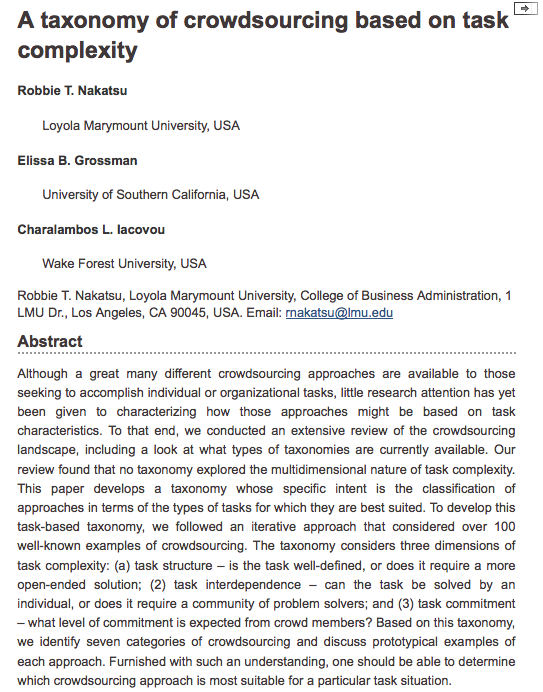 A taxonomy of crowdsourcing based on task
complexity
Robbie T. Nakatsu
Loyola Marymount University, USA
Elissa B. Grossman
University of Southern California, USA
Charalambos L. Iacovou
Wake Forest University, USA
Robbie T. Nakatsu, Loyola Marymount University, College of Business Administration, 1
LMU Dr., Los Angeles, CA 90045, USA. Email: rnakatsu@lmu.edu
Abstract
Although a great many different crowdsourcing approaches are available to those
seeking to accomplish individual or organizational tasks, little research attention has yet
been given to characterizing how those approaches might be based on task
characteristics. To that end, we conducted an extensive review of the crowdsourcing
landscape, including a look at what types of taxonomies are currently available. Our
review found that no taxonomy explored the multidimensional nature of task complexity.
This paper develops a taxonomy whose specific intent is the classification of
approaches in terms of the types of tasks for which they are best suited. To develop this
task-based taxonomy, we followed an iterative approach that considered over 100
well-known examples of crowdsourcing. The taxonomy considers three dimensions of
task complexity: (a) task structure – is the task well-defined, or does it require a more
open-ended solution; (2) task interdependence – can the task be solved by an
individual, or does it require a community of problem solvers; and (3) task commitment
– what level of commitment is expected from crowd members? Based on this taxonomy,
we identify seven categories of crowdsourcing and discuss prototypical examples of
each approach. Furnished with such an understanding, one should be able to determine
which crowdsourcing approach is most suitable for a particular task situation.